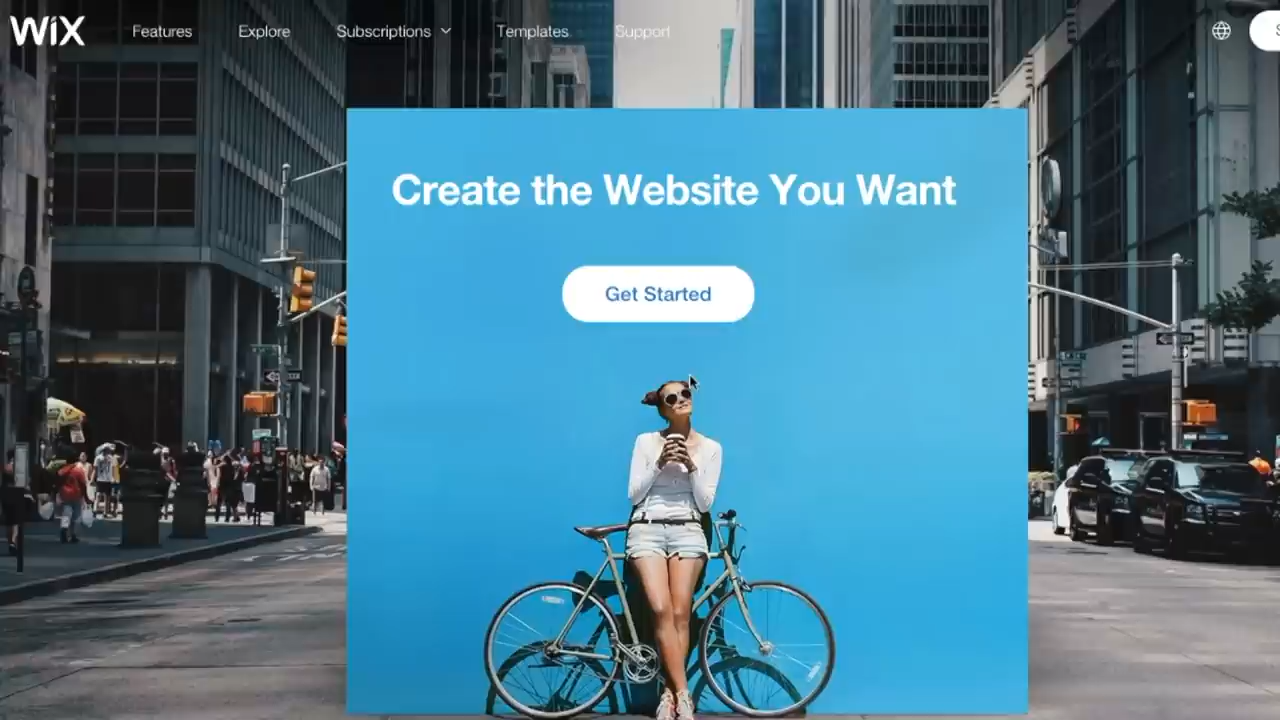 WiX Features Explore Subscriptions Templates Support
Create the Website You Want
Get Started